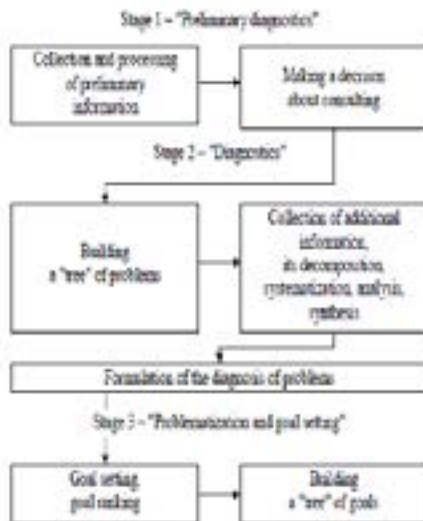 Stage 1 – "Preliminary diagnostics"
Collection and processing
of preliminary
information
Making a decision
about consulting
Stage 2 – "Diagnostics"
Building
a "tree" of problems
Collection of additional
information,
its decomposition,
systematization, analysis,
synthesis
Formulation of the diagnosis of problems
Stage 3 – "Problematization and goal setting"
Goal setting,
goal ranking
Building
a "tree" of goals